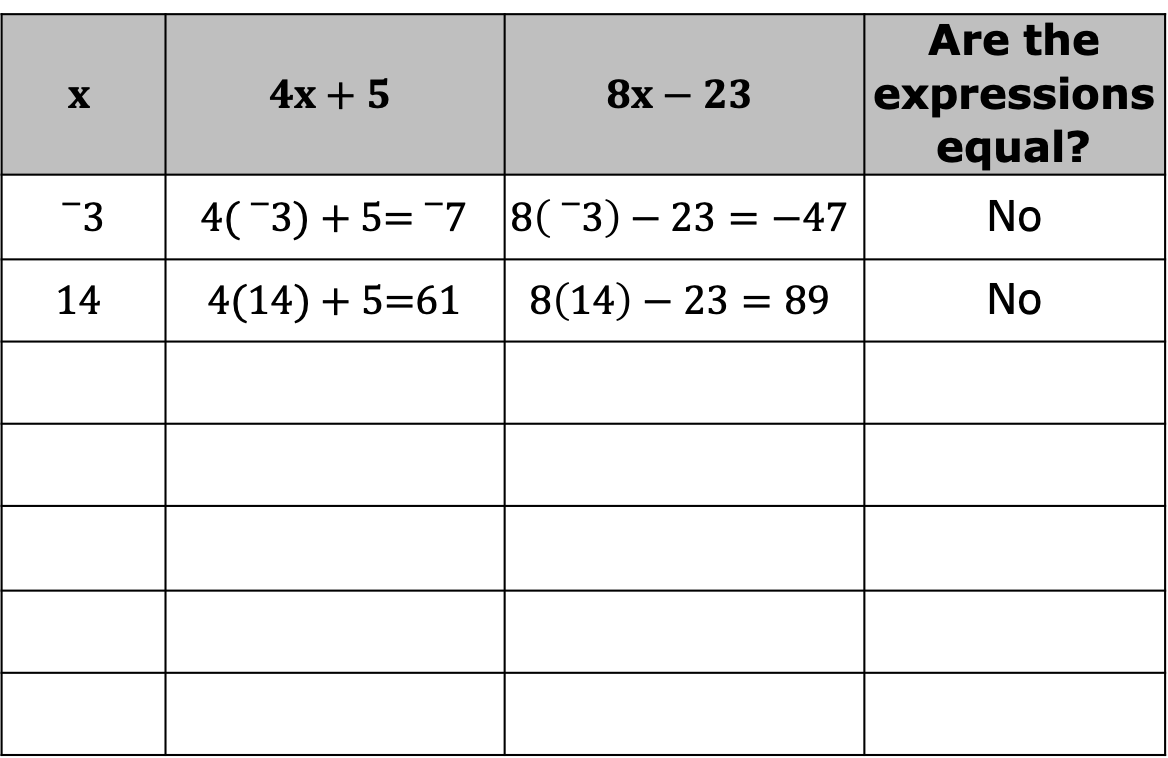 x 4x + 5 8x − 23 Are the
expressions
equal?
⁻3 4( ⁻3) + 5= ⁻7 8( ⁻3) − 23 = −47 No
14 4(14) + 5=61 8(14) − 23 = 89 No